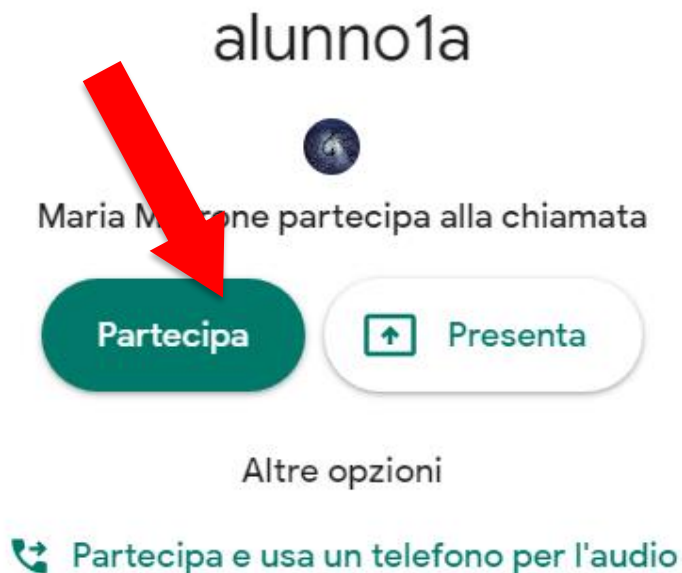 alunno1a
Maria partecipa alla chiamata
Partecipa
Presenta
Altre opzioni
Partecipa e usa un telefono per l'audio